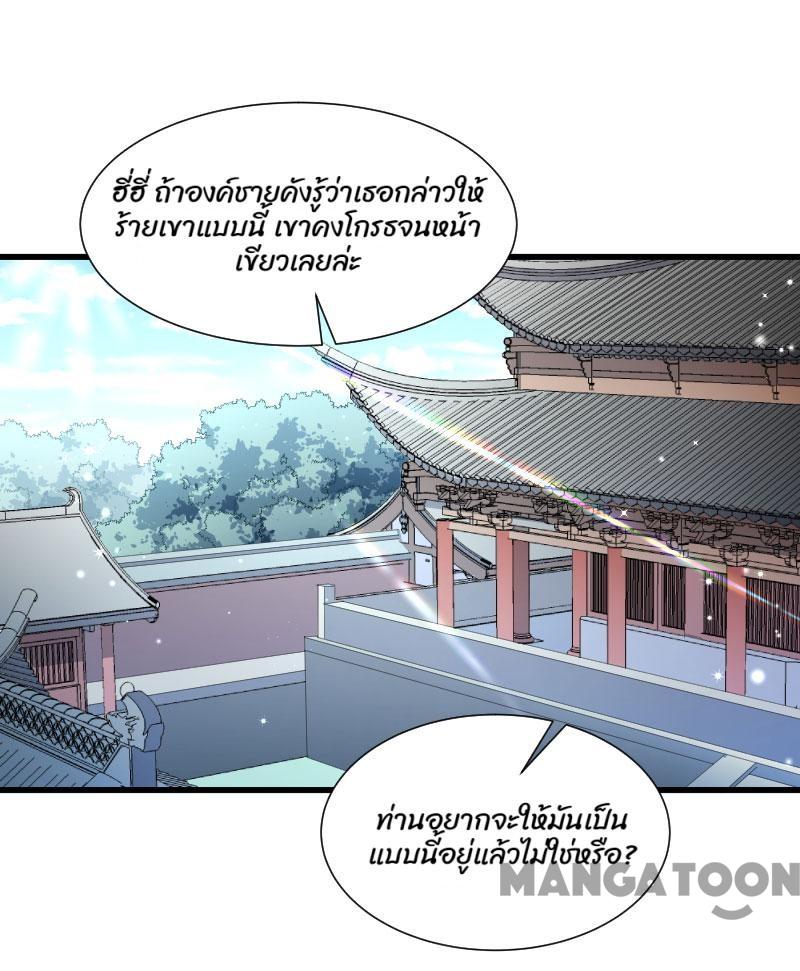 ฮี่ฮี่ ถ้าองค์ชายคังรู้ว่าเธอกล่าวให้
ร้ายเขาแบบนี้ เขาคงโกรธจนหน้า
เขียวเลยล่ะ
ท่านอยากจะให้มันเป็น
แบบนี้อยู่แล้วไม่ใช่หรือ?
MANGATOON